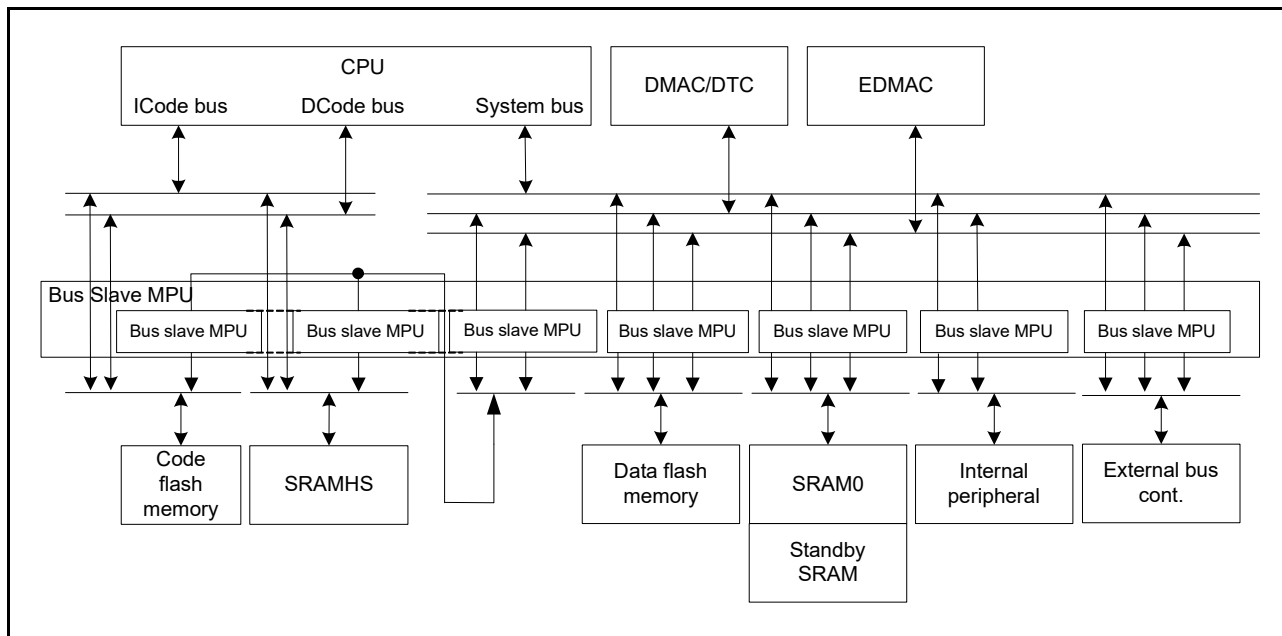 CPU
ICode bus
DCode bus
System bus
DMAC/DTC
EDMAC
Bus Slave MPU
Bus slave MPU
Bus slave MPU
Bus slave MPU
Bus slave MPU
Bus slave MPU
Bus slave MPU
Bus slave MPU
Code
flash
memory
SRAMHS
Data flash
memory
SRAM0
Standby
SRAM
Internal
peripheral
External bus
cont.